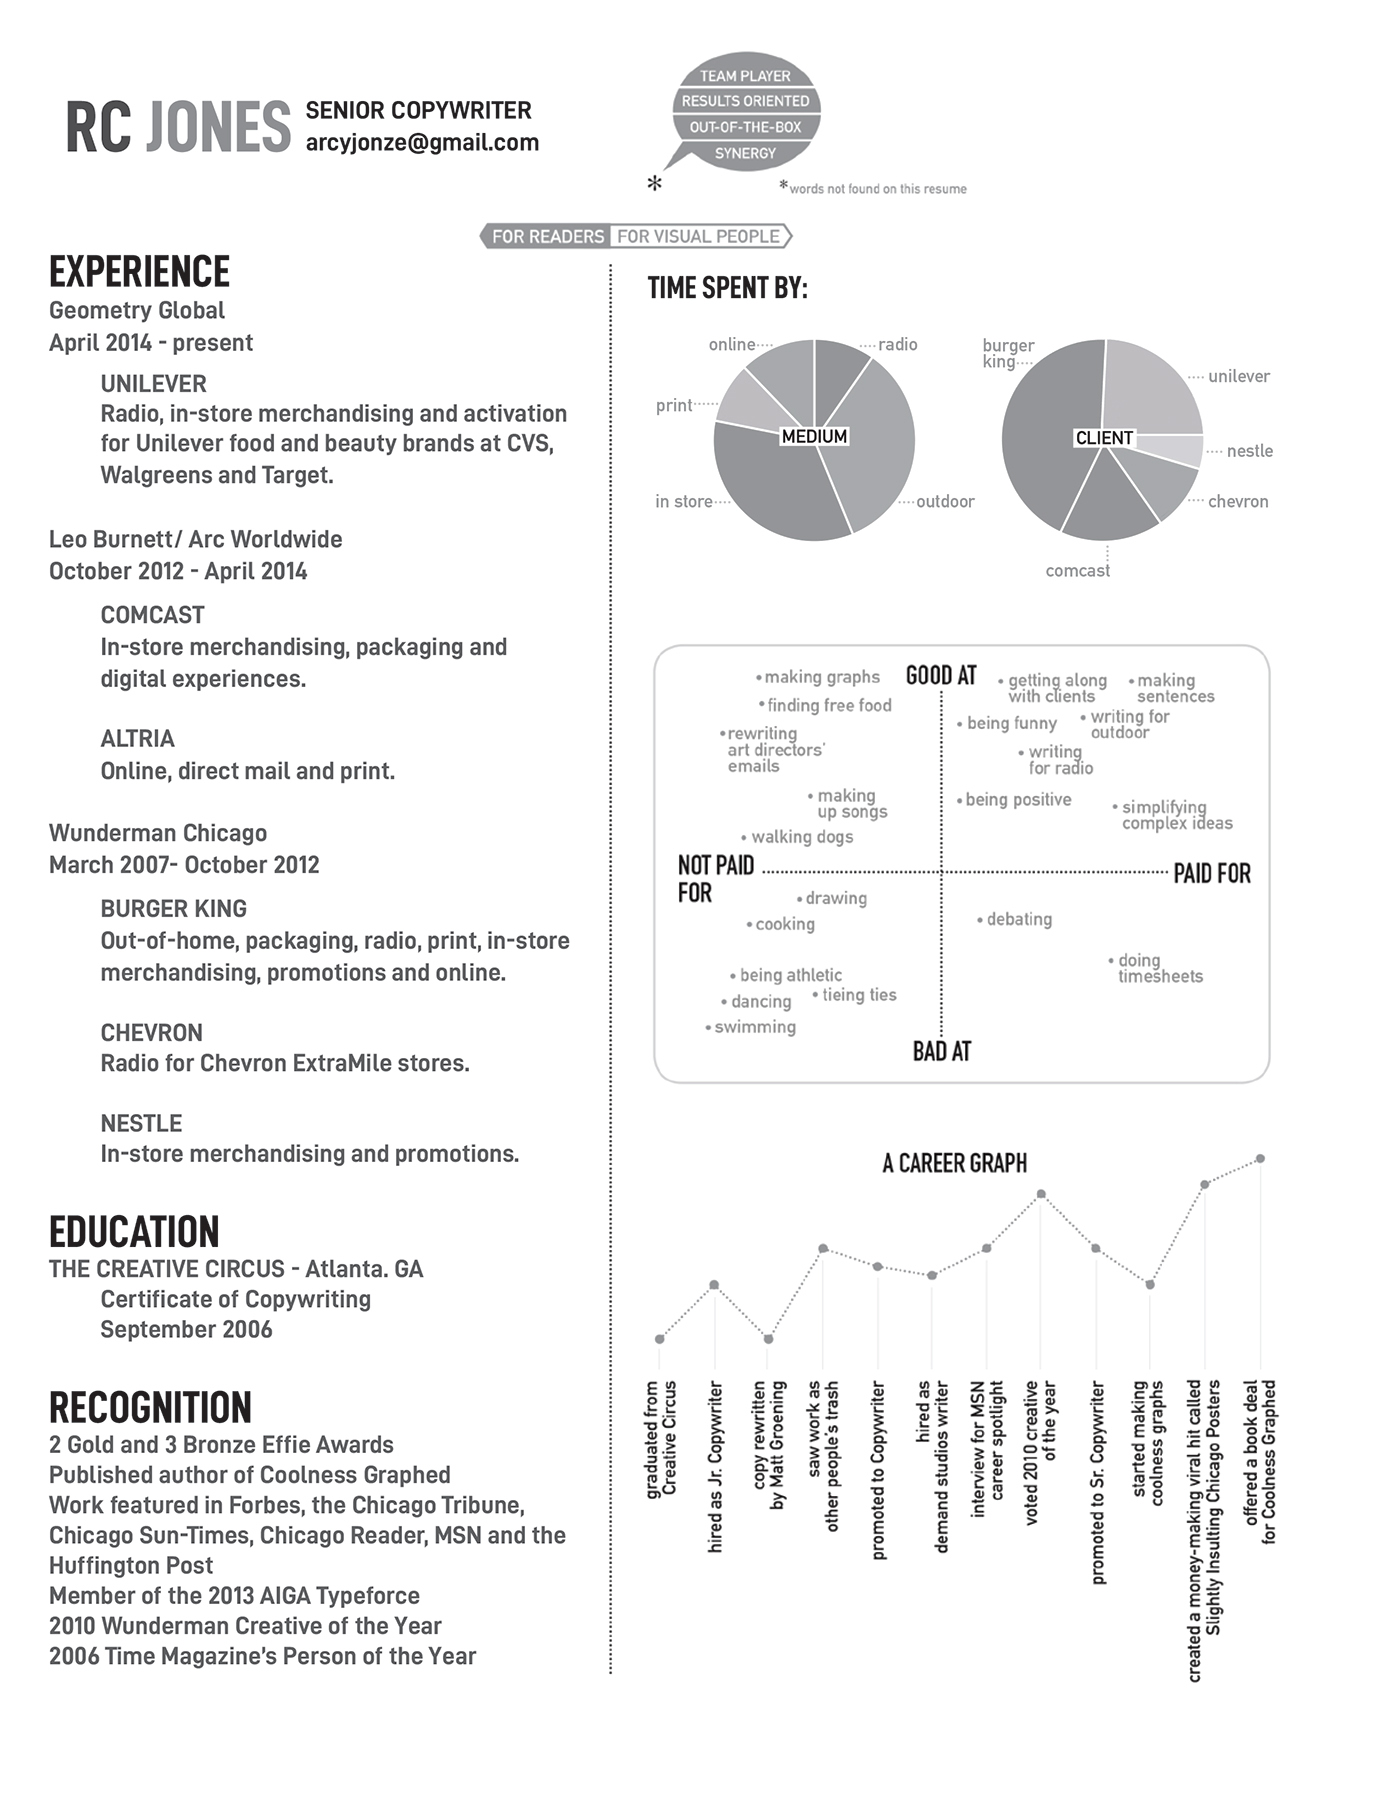 RC JONES
SENIOR COPYWRITER
arcyjonze@gmail.com
TEAM PLAYER
RESULTS ORIENTED
OUT-OF-THE-BOX
SYNERGY
*
*words not found on this resume
FOR READERS
FOR VISUAL PEOPLE
EXPERIENCE
Geometry Global
April 2014 - present
UNILEVER
Radio, in-store merchandising and activation
for Unilever food and beauty brands at CVS,
Walgreens and Target.
Leo Burnett/ Arc Worldwide
October 2012 - April 2014
COMCAST
In-store merchandising, packaging and
digital experiences.
ALTRIA
Online, direct mail and print.
Wunderman Chicago
March 2007- October 2012
BURGER KING
Out-of-home, packaging, radio, print, in-store
merchandising, promotions and online.
CHEVRON
Radio for Chevron ExtraMile stores.
NESTLE
In-store merchandising and promotions.
EDUCATION
THE CREATIVE CIRCUS - Atlanta. GA
Certificate of Copywriting
September 2006
RECOGNITION
2 Gold and 3 Bronze Effie Awards
Published author of Coolness Graphed
Work featured in Forbes, the Chicago Tribune,
Chicago Sun-Times, Chicago Reader, MSN and the
Huffington Post
Member of the 2013 AIGA Typeforce
2010 Wunderman Creative of the Year
2006 Time Magazine's Person of the Year
TIME SPENT BY:
online
radio
print
MEDIUM
in store
outdoor
burger
king
unilever
CLIENT
nestle
chevron
comcast
GOOD AT
• making graphs
• finding free food
• rewriting
art directors'
emails
• making
up songs
• walking dogs
• getting along
with clients
• making
sentences
• being funny
• writing for
outdoor
• writing
for radio
• being positive
• simplifying
complex ideas
NOT PAID
FOR
PAID FOR
• drawing
• cooking
• being athletic
• dancing
• tieing ties
• swimming
• debating
• doing
timesheets
BAD AT
A CAREER GRAPH
graduated from
Creative Circus
hired as Jr. Copywriter
copy rewritten
by Matt Groening
saw work as
other people's trash
promoted to Copywriter
hired as
demand studios writer
interview for MSN
career spotlight
voted 2010 creative
of the year
promoted to Sr. Copywriter
started making
coolness graphs
created a money-making viral hit called
Slightly Insulting Chicago Posters
offered a book deal
for Coolness Graphed